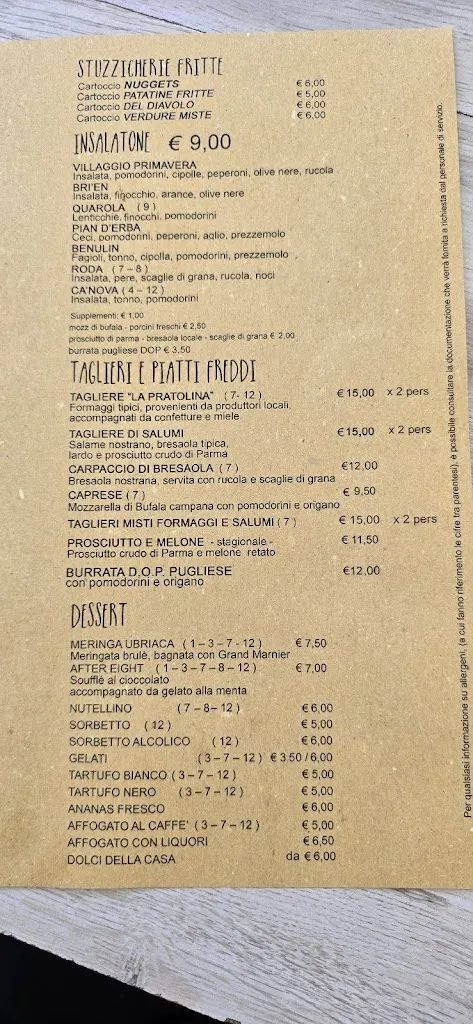 STUZZICHERIE FRITTE
Cartoccio NUGGETS € 6,00
Cartoccio PATATINE FRITTE € 5,00
Cartoccio DEL DIAVOLO € 6,00
Cartoccio VERDURE MISTE € 6,00
INSALATONE € 9,00
VILLAGGIO PRIMAVERA
Insalata, pomodorini, cipolle, peperoni, olive nere, rucola
BRI'EN
Insalata, finocchio, arance, olive nere
QUAROLA ( 9 )
Lenticchie, finocchi, pomodorini
PIAN D'ERBA
Ceci, pomodorini, peperoni, aglio, prezzemolo
BENULIN
Fagioli, tonno, cipolla, pomodorini, prezzemolo
RODA ( 7 – 8 )
Insalata, pere, scaglie di grana, rucola, noci
CA'NOVA ( 4 – 12 )
Insalata, tonno, pomodorini
Supplementi: € 1,00
mozz di bufala - porcini freschi € 2,50
prosciutto di parma - bresaola locale - scaglie di grana € 2,00
burrata pugliese DOP € 3,50
TAGLIERI E PIATTI FREDDI
TAGLIERE "LA PRATOLINA" ( 7- 12 ) € 15,00 x 2 pers
Formaggi tipici, provenienti da produttori locali,
accompagnati da confetture e miele
TAGLIERE DI SALUMI € 15,00 x 2 pers
Salame nostrano, bresaola tipica,
lardo e prosciutto crudo di Parma
CARPACCIO DI BRESAOLA ( 7 ) €12,00
Bresaola nostrana, servita con rucola e scaglie di grana
CAPRESE ( 7 ) € 9,50
Mozzarella di Bufala campana con pomodorini e origano
TAGLIERI MISTI FORMAGGI E SALUMI ( 7 ) € 15,00 x 2 pers
PROSCIUTTO E MELONE - stagionale - € 11,50
Prosciutto crudo di Parma e melone retato
BURRATA D.O.P. PUGLIESE €12,00
con pomodorini e origano
DESSERT
MERINGA UBRIACA ( 1 – 3 – 7 - 12 ) € 7,50
Meringata brulè, bagnata con Grand Marnier
AFTER EIGHT ( 1 – 3 – 7 – 8 – 12 ) € 7,00
Soufflè al cioccolato
accompagnato da gelato alla menta
NUTELLINO ( 7 – 8 – 12 ) € 6,00
SORBETTO ( 12 ) € 5,00
SORBETTO ALCOLICO ( 12 ) € 6,00
GELATI ( 3 – 7 – 12 ) € 3,50 / 6,00
TARTUFO BIANCO ( 3 – 7 – 12 ) € 5,00
TARTUFO NERO ( 3 – 7 – 12 ) € 5,00
ANANAS FRESCO € 6,00
AFFOGATO AL CAFFE' ( 3 – 7 – 12 ) € 5,00
AFFOGATO CON LIQUORI € 6,50
DOLCI DELLA CASA da € 6,00
Per qualsiasi informazione su allergeni, (a cui fanno riferimento le cifre tra parentesi), è possibile consultare la documentazione che verrà fornita a richiesta dal personale di servizio.